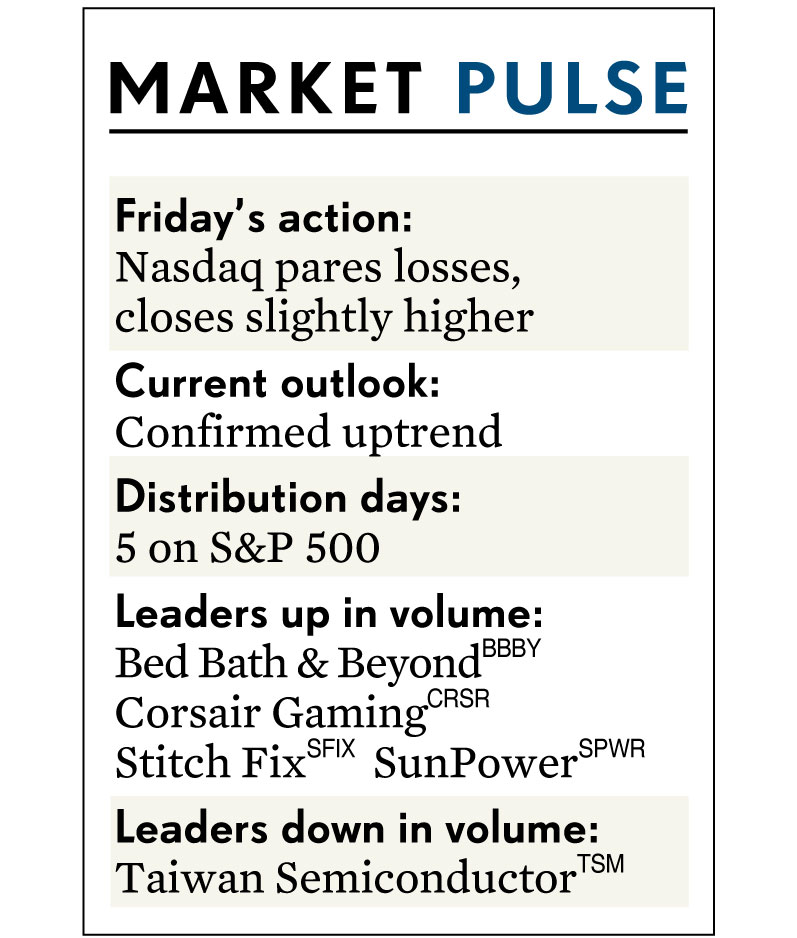 MARKET PULSE
Friday’s action:
Nasdaq pares losses,
closes slightly higher
Current outlook:
Confirmed uptrend
Distribution days:
5 on S&P 500
Leaders up in volume:
Bed Bath & Beyond BBBY
Corsair Gaming CRSR
Stitch Fix SFIX SunPower SPWR
Leaders down in volume:
Taiwan Semiconductor TSM